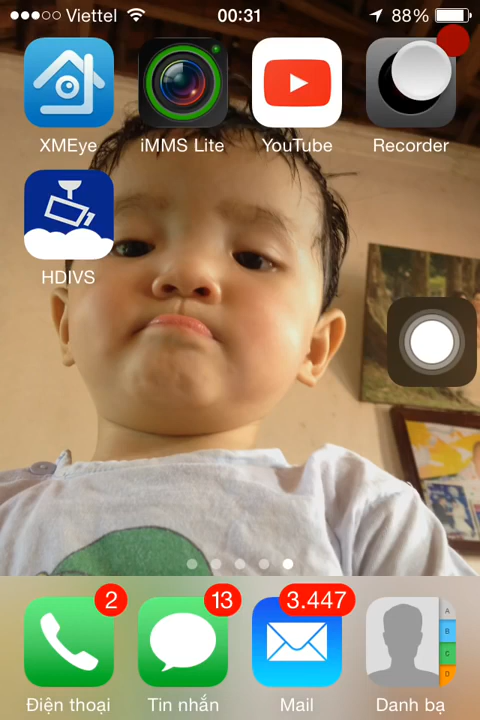 Viettel 00:31 88%
XMEye iMMS Lite YouTube Recorder
HDIVS
2 13 3.447
A
B
C
D
Điện thoại Tin nhắn Mail Danh bạ